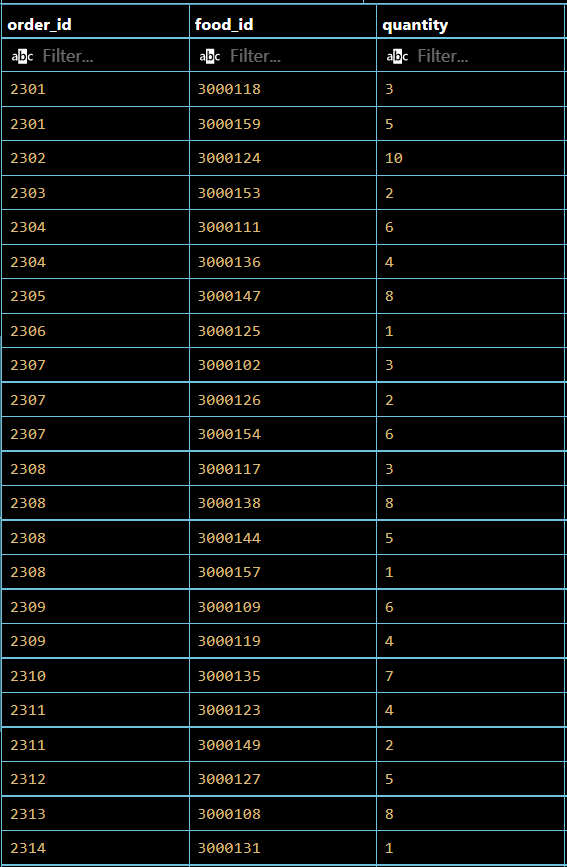 order_id food_id quantity
abc Filter... abc Filter... abc Filter...
2301 3000118 3
2301 3000159 5
2302 3000124 10
2303 3000153 2
2304 3000111 6
2304 3000136 4
2305 3000147 8
2306 3000125 1
2307 3000102 3
2307 3000126 2
2307 3000154 6
2308 3000117 3
2308 3000138 8
2308 3000144 5
2308 3000157 1
2309 3000109 6
2309 3000119 4
2310 3000135 7
2311 3000123 4
2311 3000149 2
2312 3000127 5
2313 3000108 8
2314 3000131 1